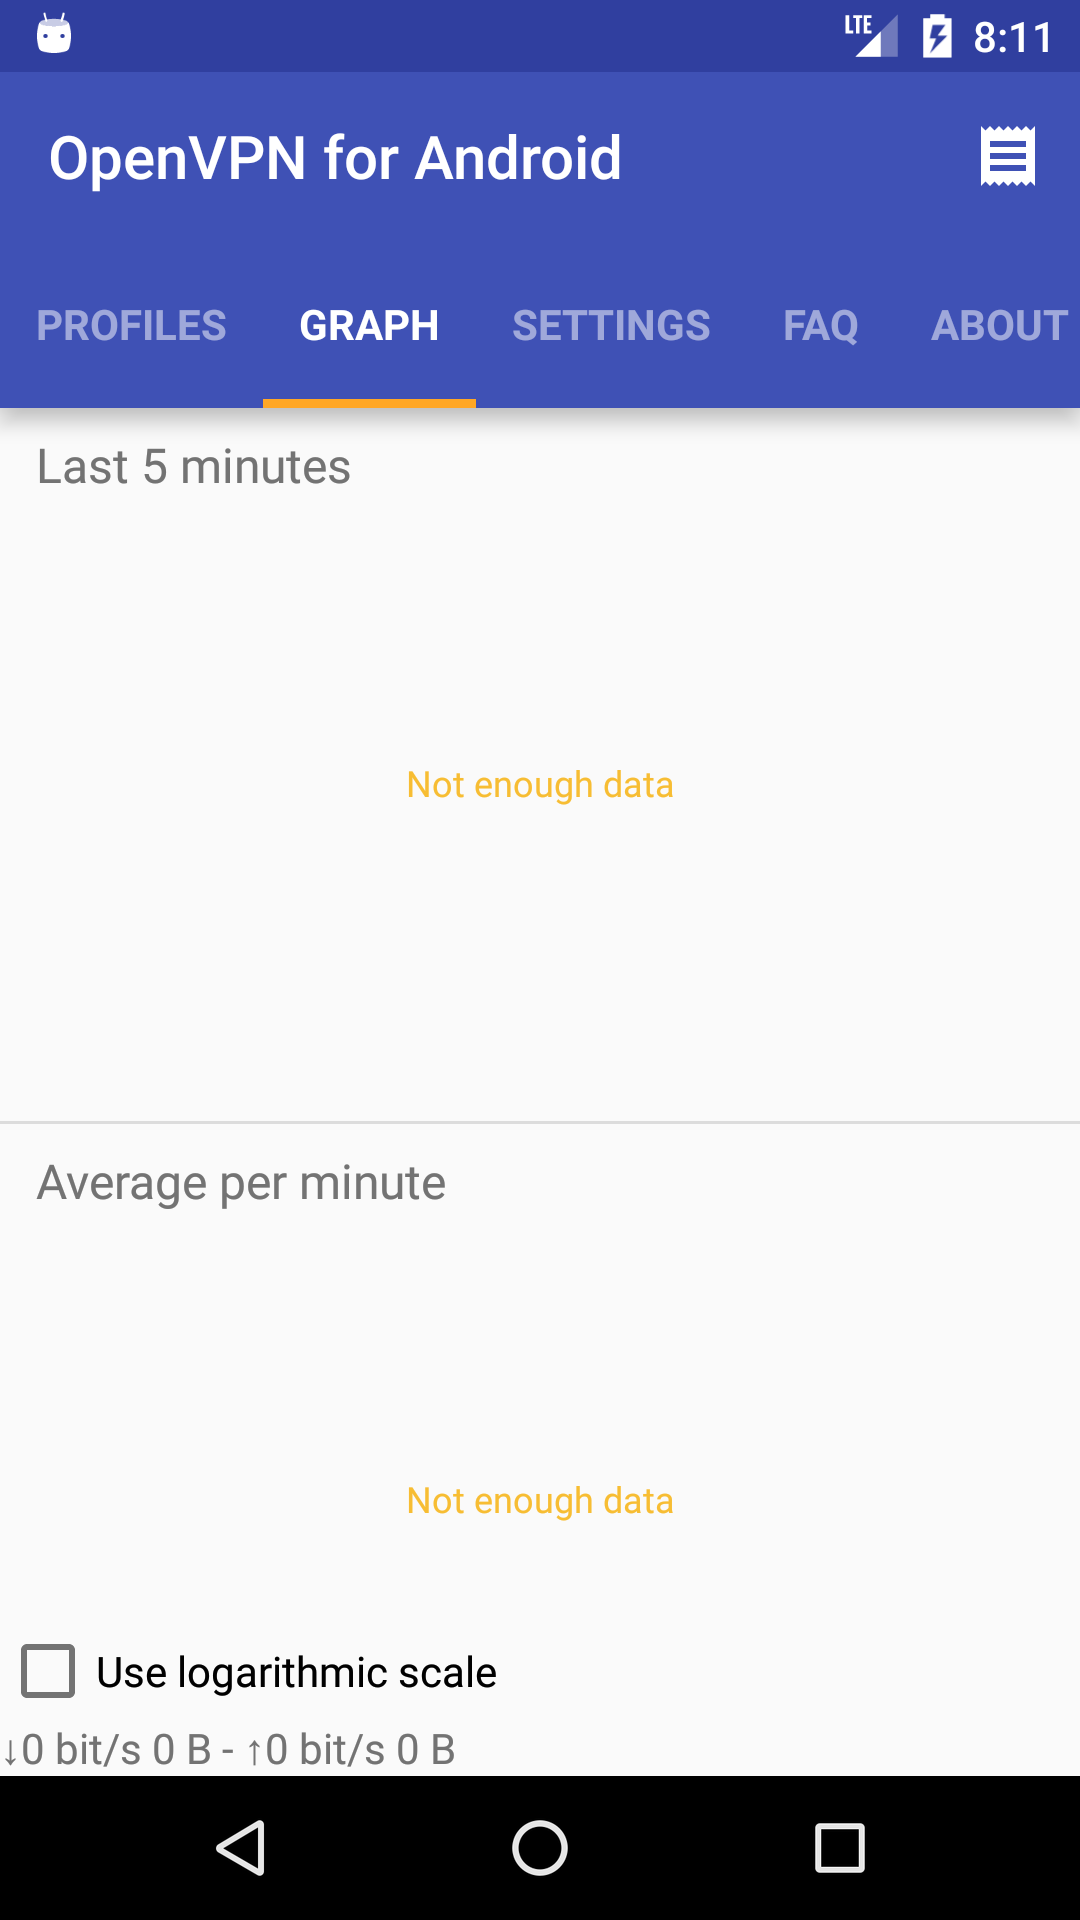 LTE 8:11
OpenVPN for Android
PROFILES GRAPH SETTINGS FAQ ABOUT
Last 5 minutes
Not enough data
Average per minute
Not enough data
Use logarithmic scale
↓0 bit/s 0 B - ↑0 bit/s 0 B